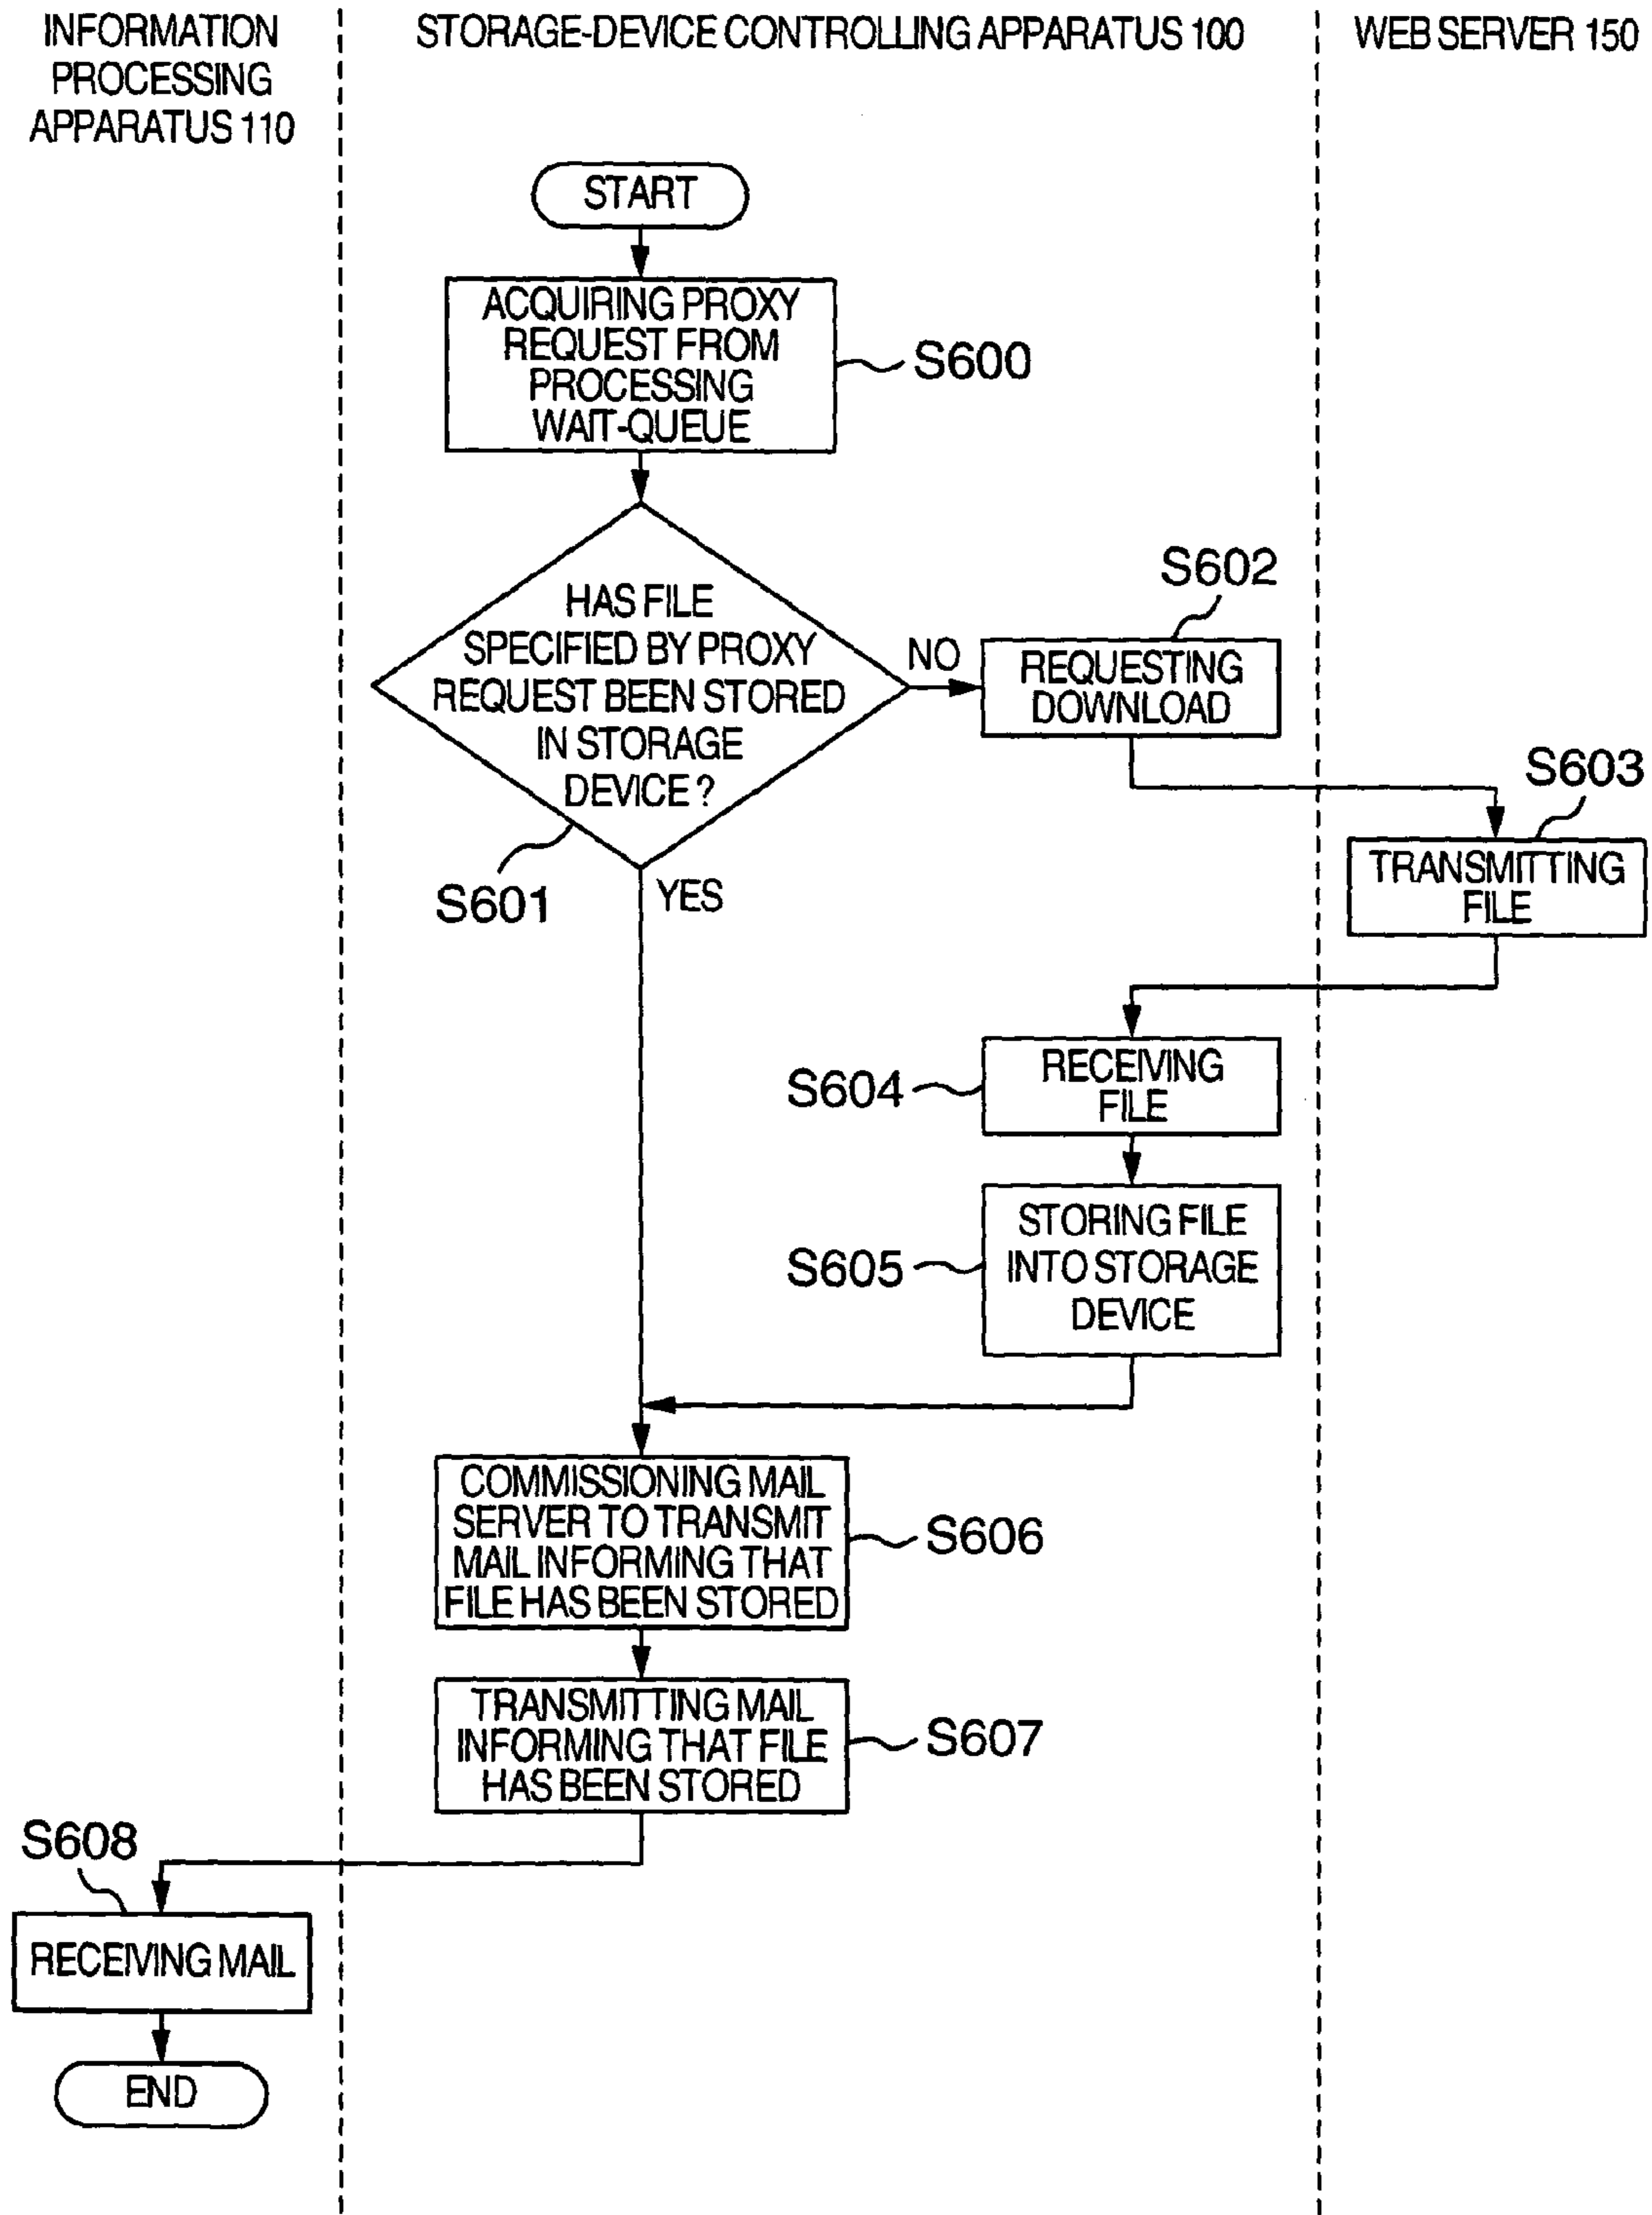 INFORMATION
PROCESSING
APPARATUS 110
STORAGE-DEVICE CONTROLLING APPARATUS 100
WEB SERVER 150
START
ACQUIRING PROXY
REQUEST FROM
PROCESSING
WAIT-QUEUE
S600
HAS FILE
SPECIFIED BY PROXY
REQUEST BEEN STORED
IN STORAGE
DEVICE ?
S601
NO
YES
S602
REQUESTING
DOWNLOAD
S603
TRANSMITTING
FILE
S604
RECEIVING
FILE
S605
STORING FILE
INTO STORAGE
DEVICE
COMMISSIONING MAIL
SERVER TO TRANSMIT
MAIL INFORMING THAT
FILE HAS BEEN STORED
S606
TRANSMITTING MAIL
INFORMING THAT FILE
HAS BEEN STORED
S607
S608
RECEIVING MAIL
END